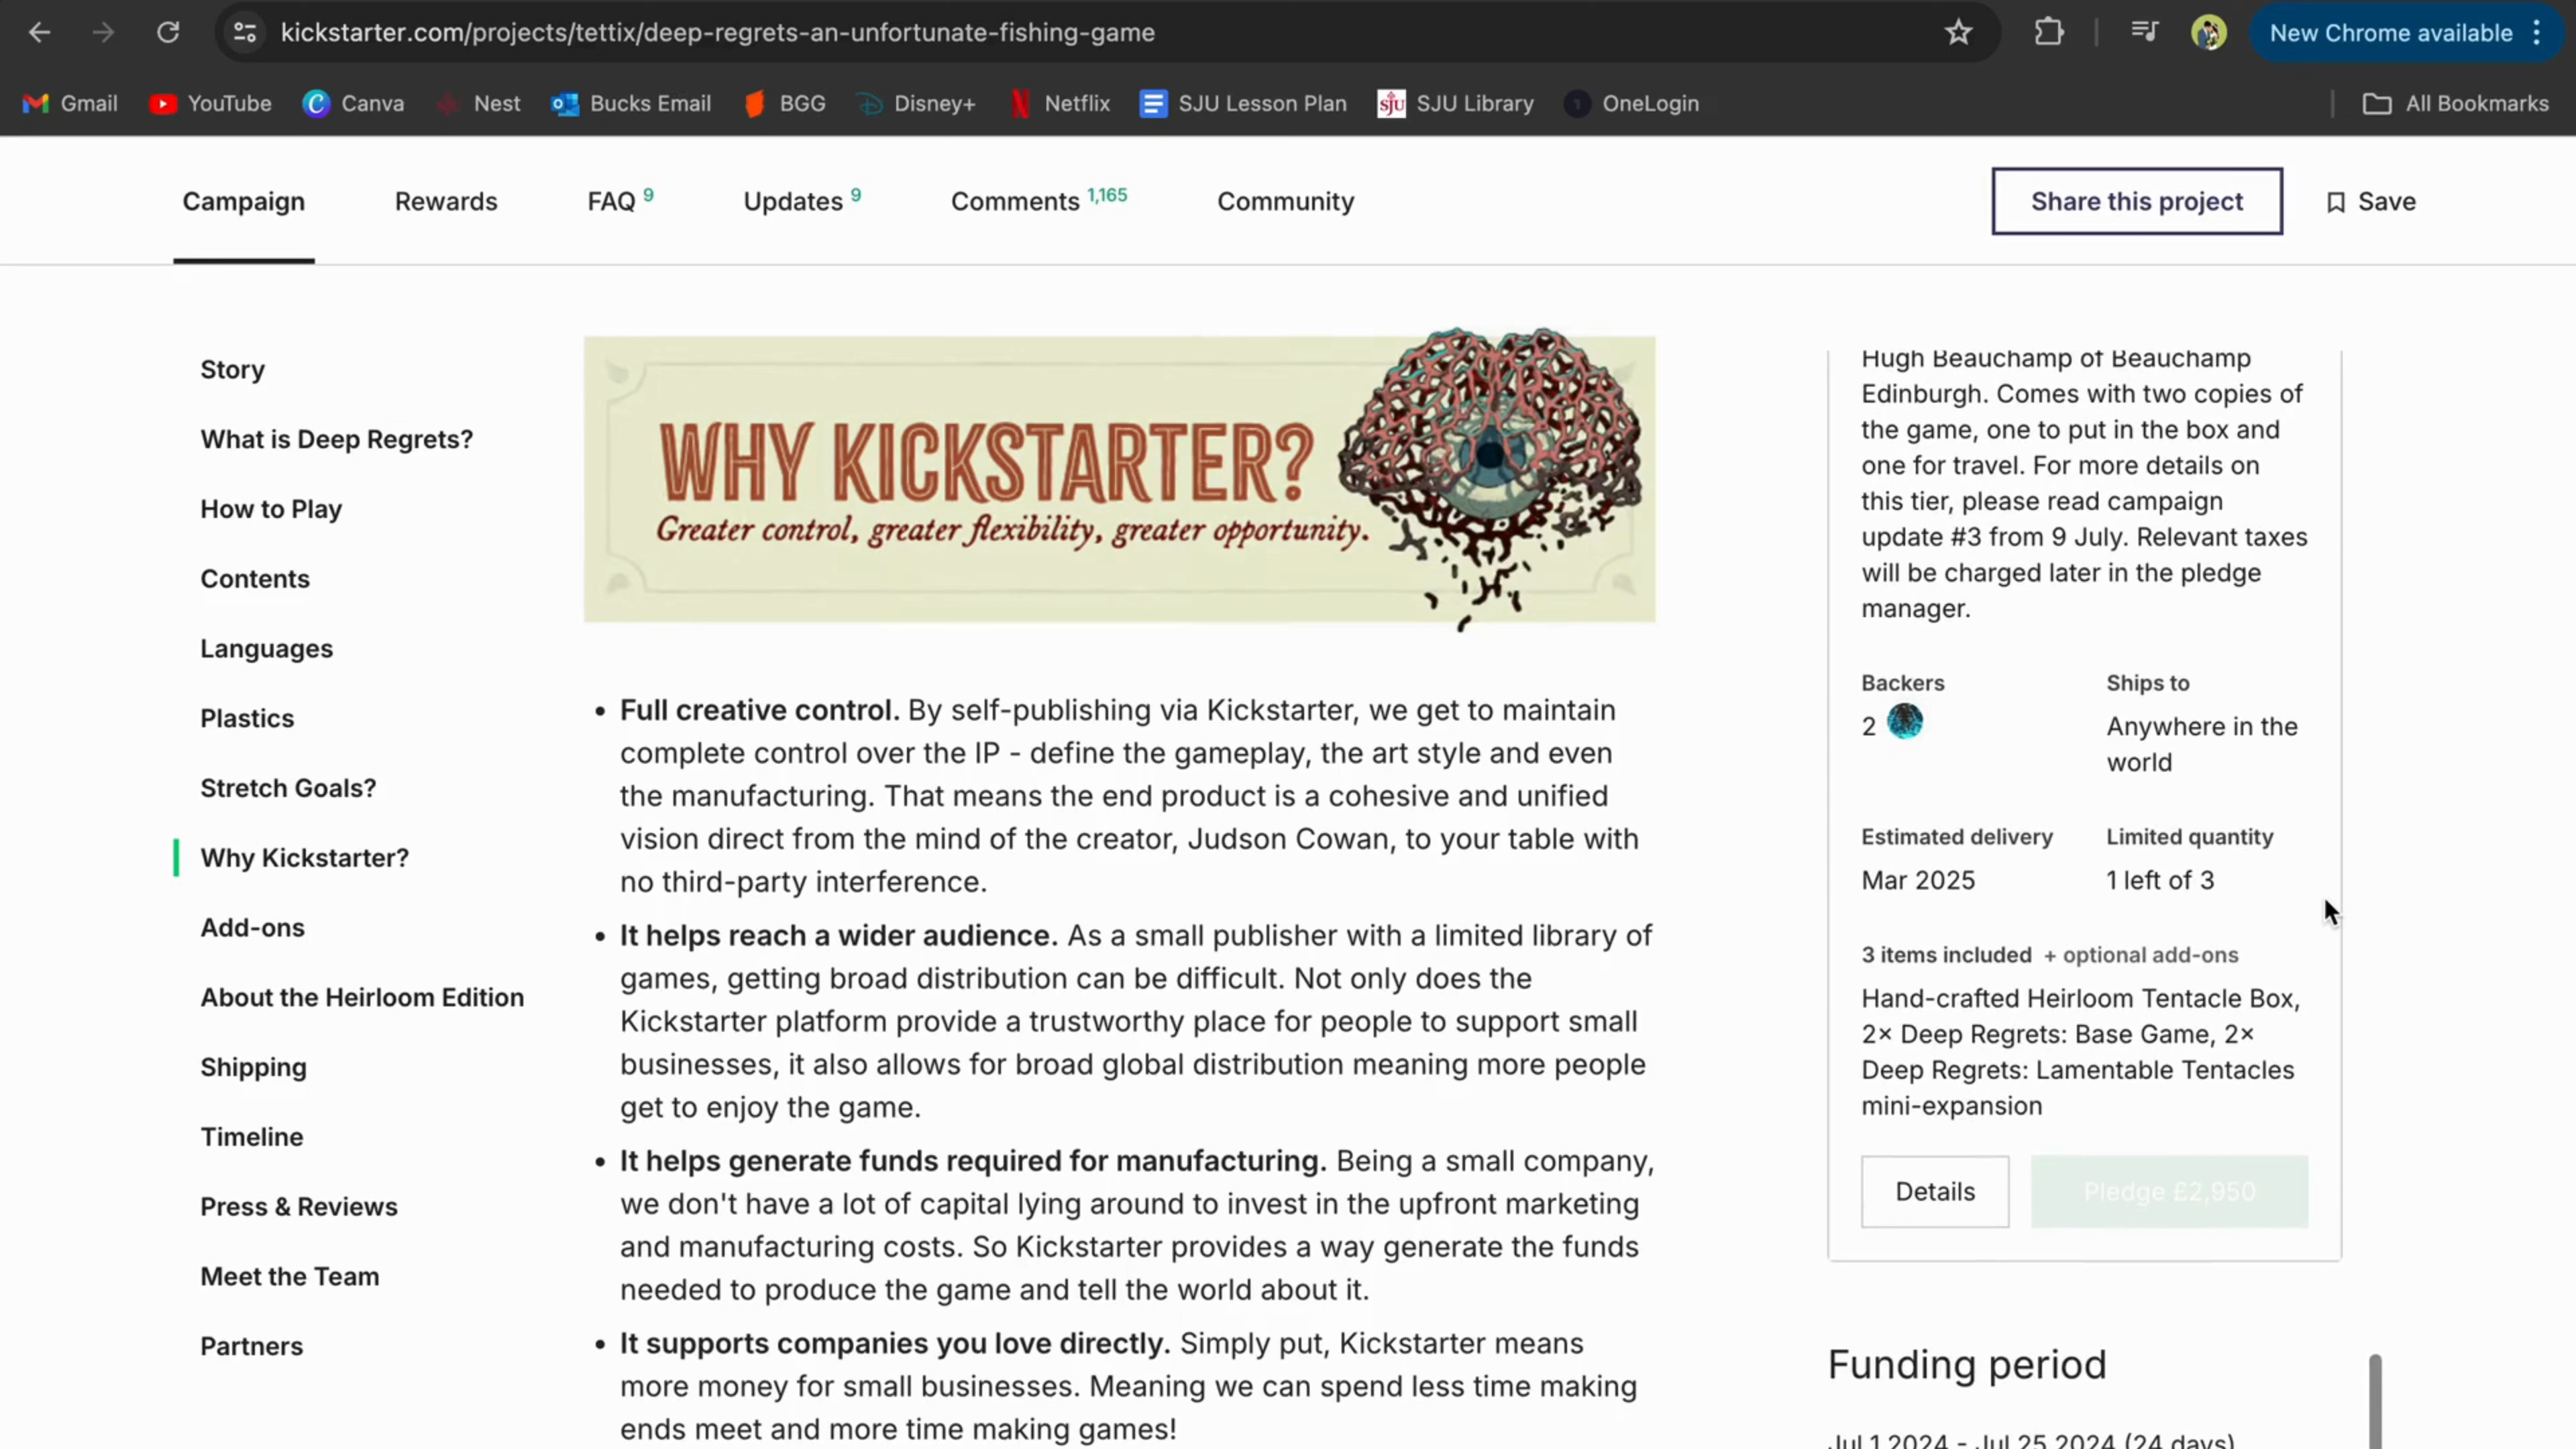 kickstarter.com/projects/tettix/deep-regrets-an-unfortunate-fishing-game
New Chrome available
Gmail
YouTube
Canva
Nest
Bucks Email
BGG
Disney+
Netflix
SJU Lesson Plan
sju
SJU Library
OneLogin
All Bookmarks
Campaign
Rewards
FAQ 9
Updates 9
Comments 1,165
Community
Share this project
Save
Story
What is Deep Regrets?
How to Play
Contents
Languages
Plastics
Stretch Goals?
Why Kickstarter?
Add-ons
About the Heirloom Edition
Shipping
Timeline
Press & Reviews
Meet the Team
Partners
WHY KICKSTARTER?
Greater control, greater flexibility, greater opportunity.
• Full creative control. By self-publishing via Kickstarter, we get to maintain
complete control over the IP - define the gameplay, the art style and even
the manufacturing. That means the end product is a cohesive and unified
vision direct from the mind of the creator, Judson Cowan, to your table with
no third-party interference.
• It helps reach a wider audience. As a small publisher with a limited library of
games, getting broad distribution can be difficult. Not only does the
Kickstarter platform provide a trustworthy place for people to support small
businesses, it also allows for broad global distribution meaning more people
get to enjoy the game.
• It helps generate funds required for manufacturing. Being a small company,
we don't have a lot of capital lying around to invest in the upfront marketing
and manufacturing costs. So Kickstarter provides a way generate the funds
needed to produce the game and tell the world about it.
• It supports companies you love directly. Simply put, Kickstarter means
more money for small businesses. Meaning we can spend less time making
ends meet and more time making games!
Hugh Beauchamp of Beauchamp
Edinburgh. Comes with two copies of
the game, one to put in the box and
one for travel. For more details on
this tier, please read campaign
update #3 from 9 July. Relevant taxes
will be charged later in the pledge
manager.
Backers
2
Ships to
Anywhere in the
world
Estimated delivery
Mar 2025
Limited quantity
1 left of 3
3 items included + optional add-ons
Hand-crafted Heirloom Tentacle Box,
2× Deep Regrets: Base Game, 2×
Deep Regrets: Lamentable Tentacles
mini-expansion
Details
Pledge £2,950
Funding period
Jul 1 2024 - Jul 25 2024 (24 days)